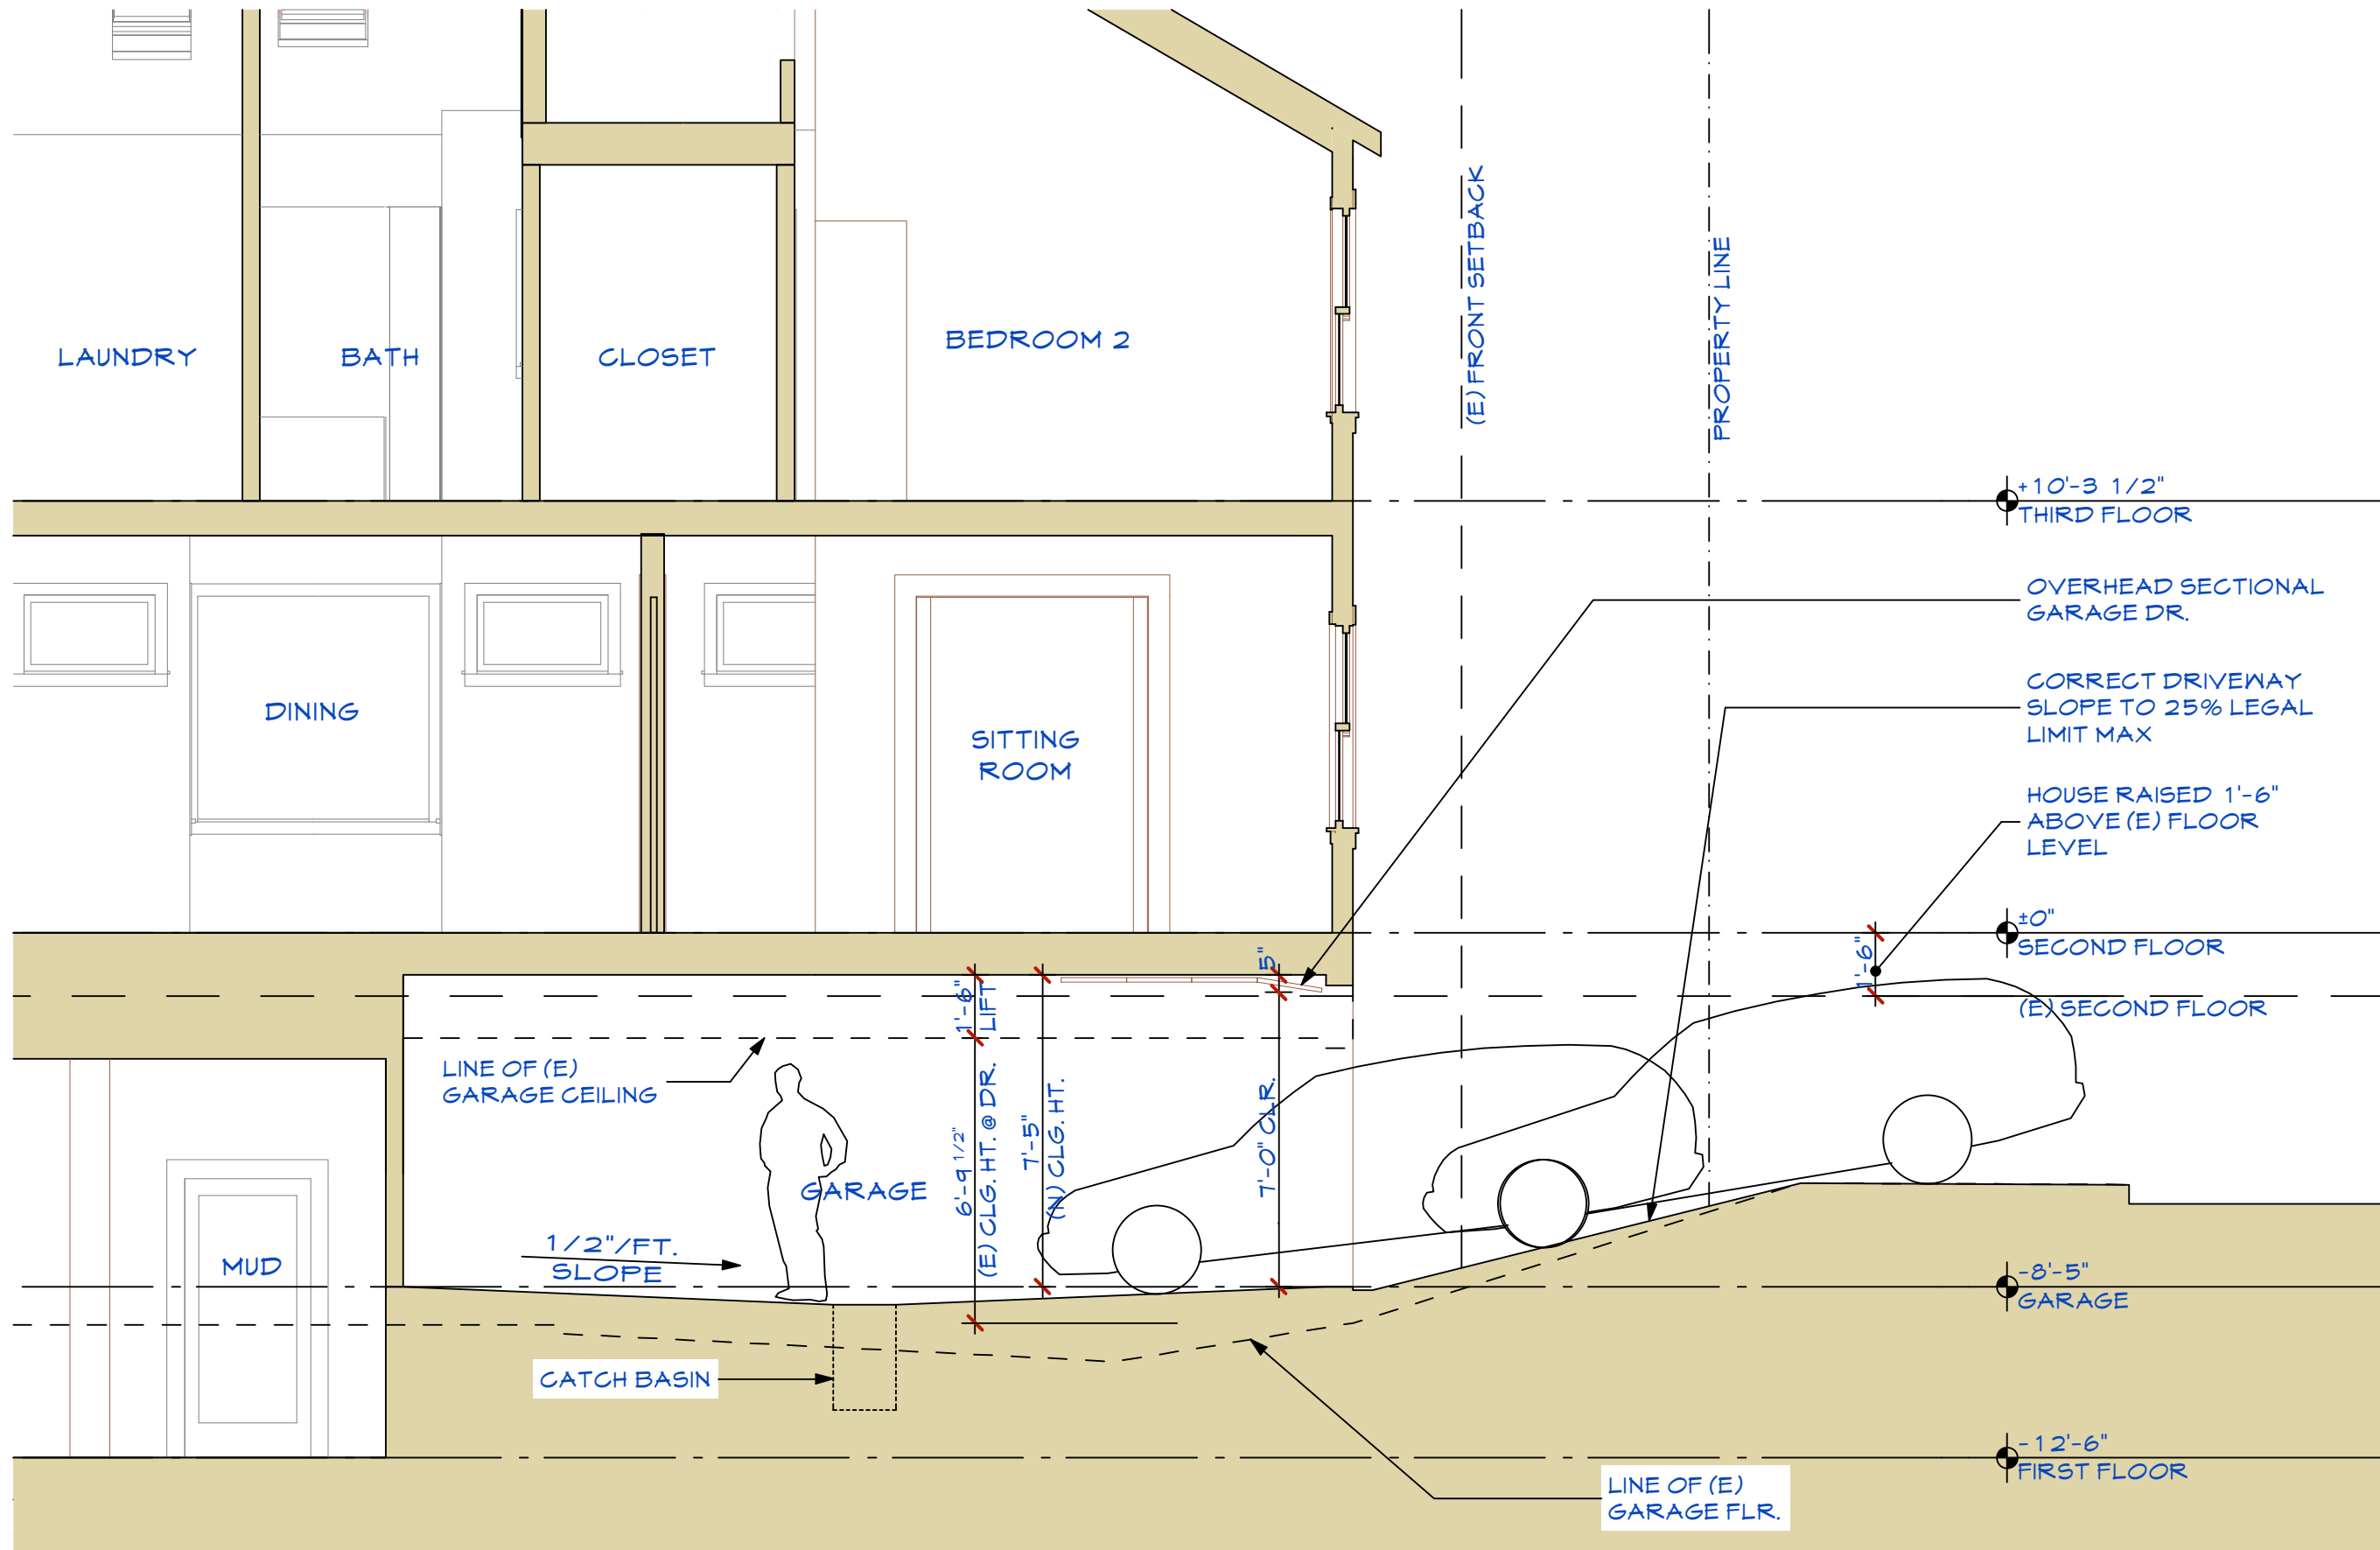 LAUNDRY
BATH
CLOSET
BEDROOM 2
(E) FRONT SETBACK
PROPERTY LINE
+10'-3 1/2"
THIRD FLOOR
OVERHEAD SECTIONAL
GARAGE DR.
CORRECT DRIVEWAY
SLOPE TO 25% LEGAL
LIMIT MAX
HOUSE RAISED 1'-6"
ABOVE (E) FLOOR
LEVEL
DINING
SITTING
ROOM
±0"
SECOND FLOOR
1'-6"
(E) SECOND FLOOR
5"
1'-6"
LIFT
LINE OF (E)
GARAGE CEILING
6'-9 1/2"
(E) CLG. HT. @ DR.
7'-5"
(N) CLG. HT.
7'-0" CLR.
GARAGE
1/2"/FT.
SLOPE
MUD
-8'-5"
GARAGE
CATCH BASIN
-12'-6"
FIRST FLOOR
LINE OF (E)
GARAGE FLR.